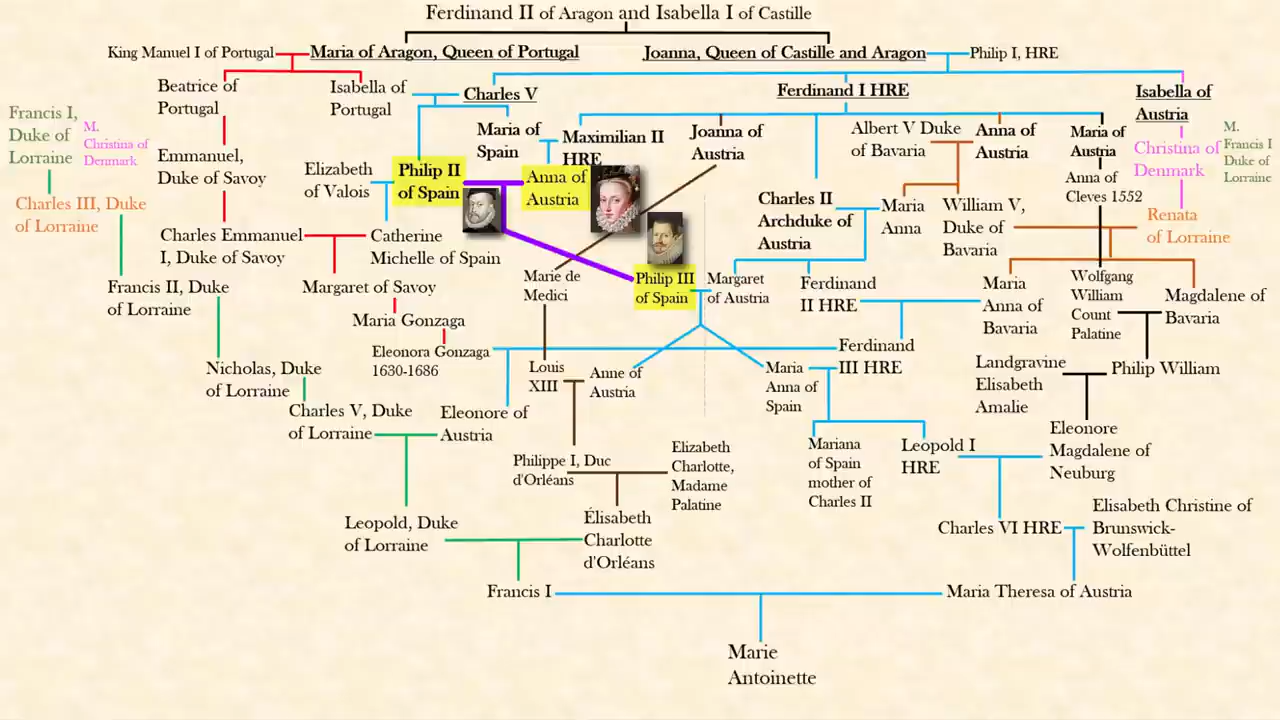 Ferdinand II of Aragon and Isabella I of Castille
King Manuel I of Portugal
Maria of Aragon, Queen of Portugal
Joanna, Queen of Castille and Aragon
Philip I, HRE
Beatrice of
Portugal
Isabella of
Portugal
Charles V
Ferdinand I HRE
Isabella of
Austria
Francis I,
Duke of
Lorraine
M.
Christina of
Denmark
Maria of
Spain
Maximilian II
HRE
Joanna of
Austria
Albert V Duke
of Bavaria
Anna of
Austria
Maria of
Austria
Christina of
Denmark
M.
Francis I
Duke of
Lorraine
Emmanuel,
Duke of Savoy
Elizabeth
of Valois
Philip II
of Spain
Anna of
Austria
Anna of
Cleves 1552
Charles III, Duke
of Lorraine
Charles II
Archduke of
Austria
Maria
Anna
William V,
Duke of
Bavaria
Renata
of Lorraine
Charles Emmanuel
I, Duke of Savoy
Catherine
Michelle of Spain
Francis II, Duke
of Lorraine
Margaret of Savoy
Marie de
Medici
Philip III
of Spain
Margaret
of Austria
Ferdinand
II HRE
Maria
Anna of
Bavaria
Wolfgang
William
Count
Palatine
Magdalene of
Bavaria
Maria Gonzaga
Eleonora Gonzaga
1630-1686
Ferdinand
III HRE
Nicholas, Duke
of Lorraine
Louis
XIII
Anne of
Austria
Maria
Anna of
Spain
Landgravine
Elisabeth
Amalie
Philip William
Charles V, Duke
of Lorraine
Eleonore of
Austria
Mariana
of Spain
mother of
Charles II
Leopold I
HRE
Eleonore
Magdalene of
Neuburg
Philippe I, Duc
d'Orléans
Elizabeth
Charlotte,
Madame
Palatine
Leopold, Duke
of Lorraine
Élisabeth
Charlotte
d'Orléans
Charles VI HRE
Elisabeth Christine of
Brunswick-
Wolfenbüttel
Francis I
Maria Theresa of Austria
Marie
Antoinette